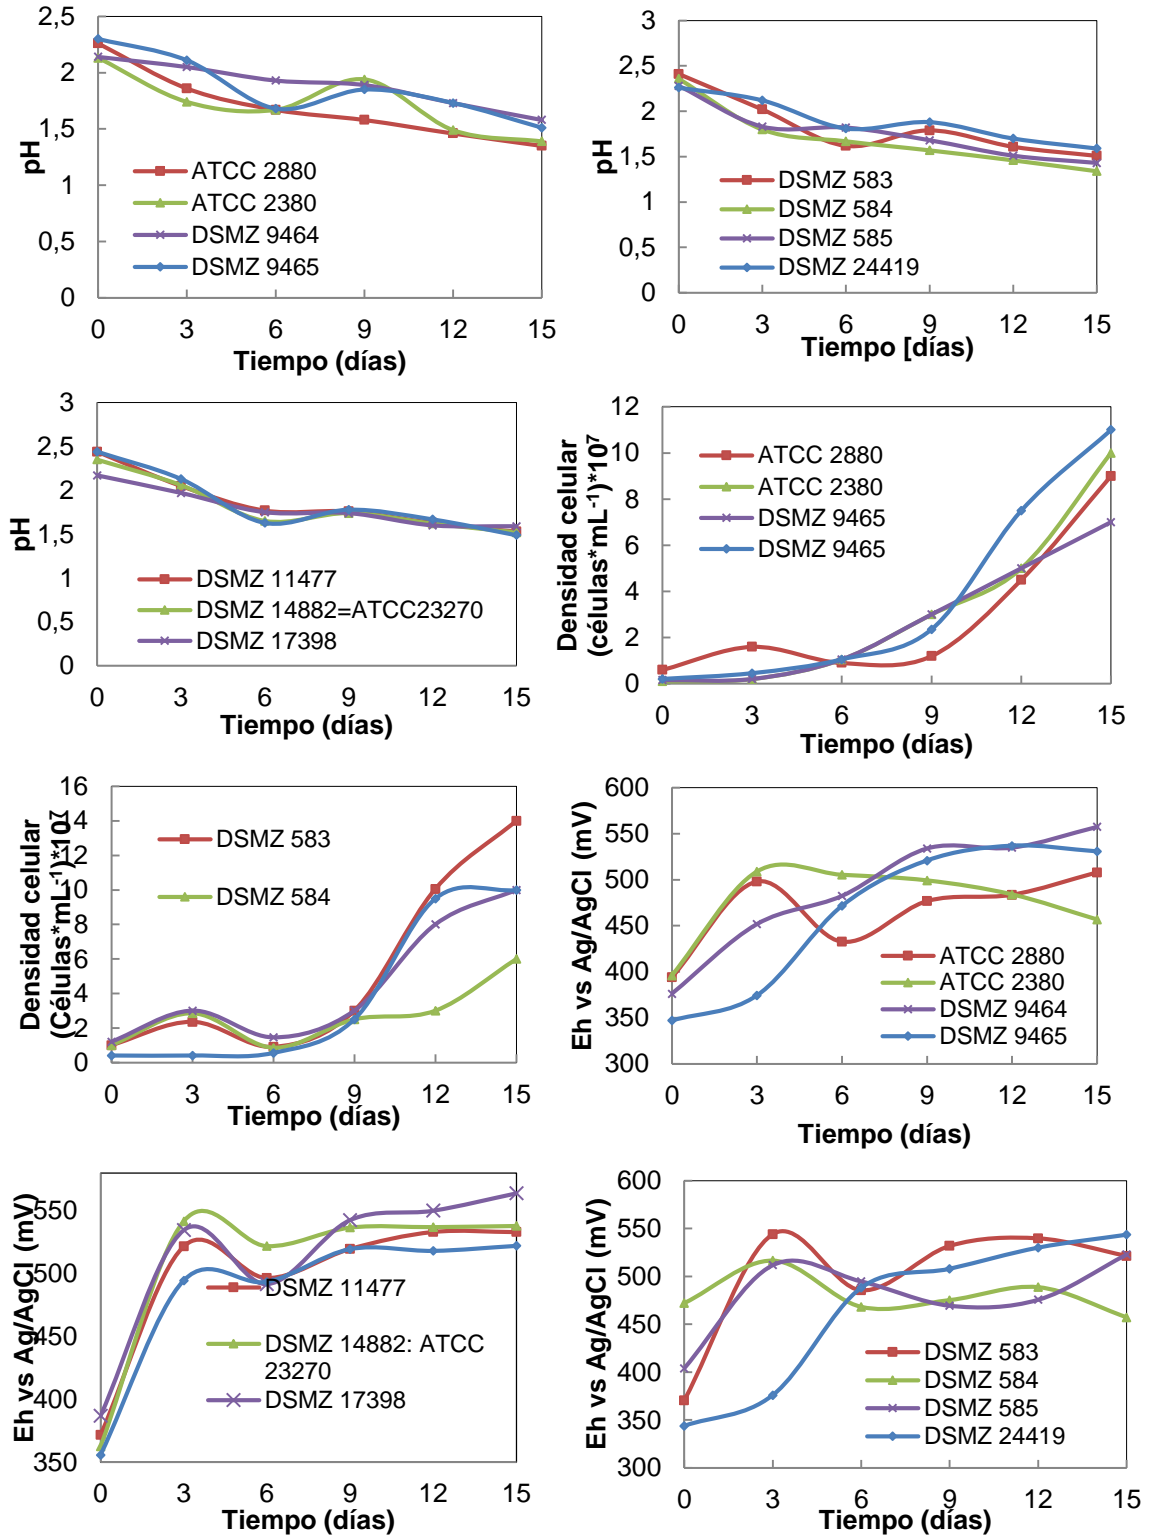 2,5
2
1,5
1
0,5
0
pH
ATCC 2880
ATCC 2380
DSMZ 9464
DSMZ 9465
0 3 6 9 12 15
Tiempo (días)
3
2,5
2
1,5
1
0,5
0
pH
DSMZ 583
DSMZ 584
DSMZ 585
DSMZ 24419
0 3 6 9 12 15
Tiempo [días)
3
2,5
2
1,5
1
0,5
0
pH
DSMZ 11477
DSMZ 14882=ATCC23270
DSMZ 17398
0 3 6 9 12 15
Tiempo (días)
12
10
8
6
4
2
0
Densidad celular
(células*mL⁻¹)*10⁷
ATCC 2880
ATCC 2380
DSMZ 9465
DSMZ 9465
0 3 6 9 12 15
Tiempo (días)
16
14
12
10
8
6
4
2
0
Densidad celular
(Células*mL⁻¹)*10⁷
DSMZ 583
DSMZ 584
0 3 6 9 12 15
Tiempo (días)
600
550
500
450
400
350
300
Eh vs Ag/AgCl (mV)
ATCC 2880
ATCC 2380
DSMZ 9464
DSMZ 9465
0 3 6 9 12 15
Tiempo (días)
550
500
450
400
350
Eh vs Ag/AgCl (mV)
DSMZ 11477
DSMZ 14882: ATCC
23270
DSMZ 17398
0 3 6 9 12 15
Tiempo (días)
600
550
500
450
400
350
300
Eh vs Ag/AgCl (mV)
DSMZ 583
DSMZ 584
DSMZ 585
DSMZ 24419
0 3 6 9 12 15
Tiempo (días)